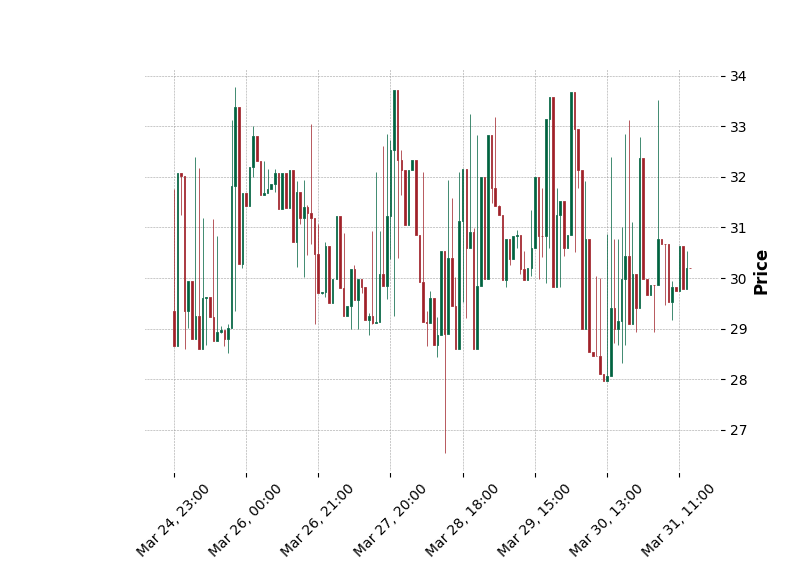 34
33
32
31
30
29
28
27
Price
Mar 24, 23:00
Mar 26, 00:00
Mar 26, 21:00
Mar 27, 20:00
Mar 28, 18:00
Mar 29, 15:00
Mar 30, 13:00
Mar 31, 11:00